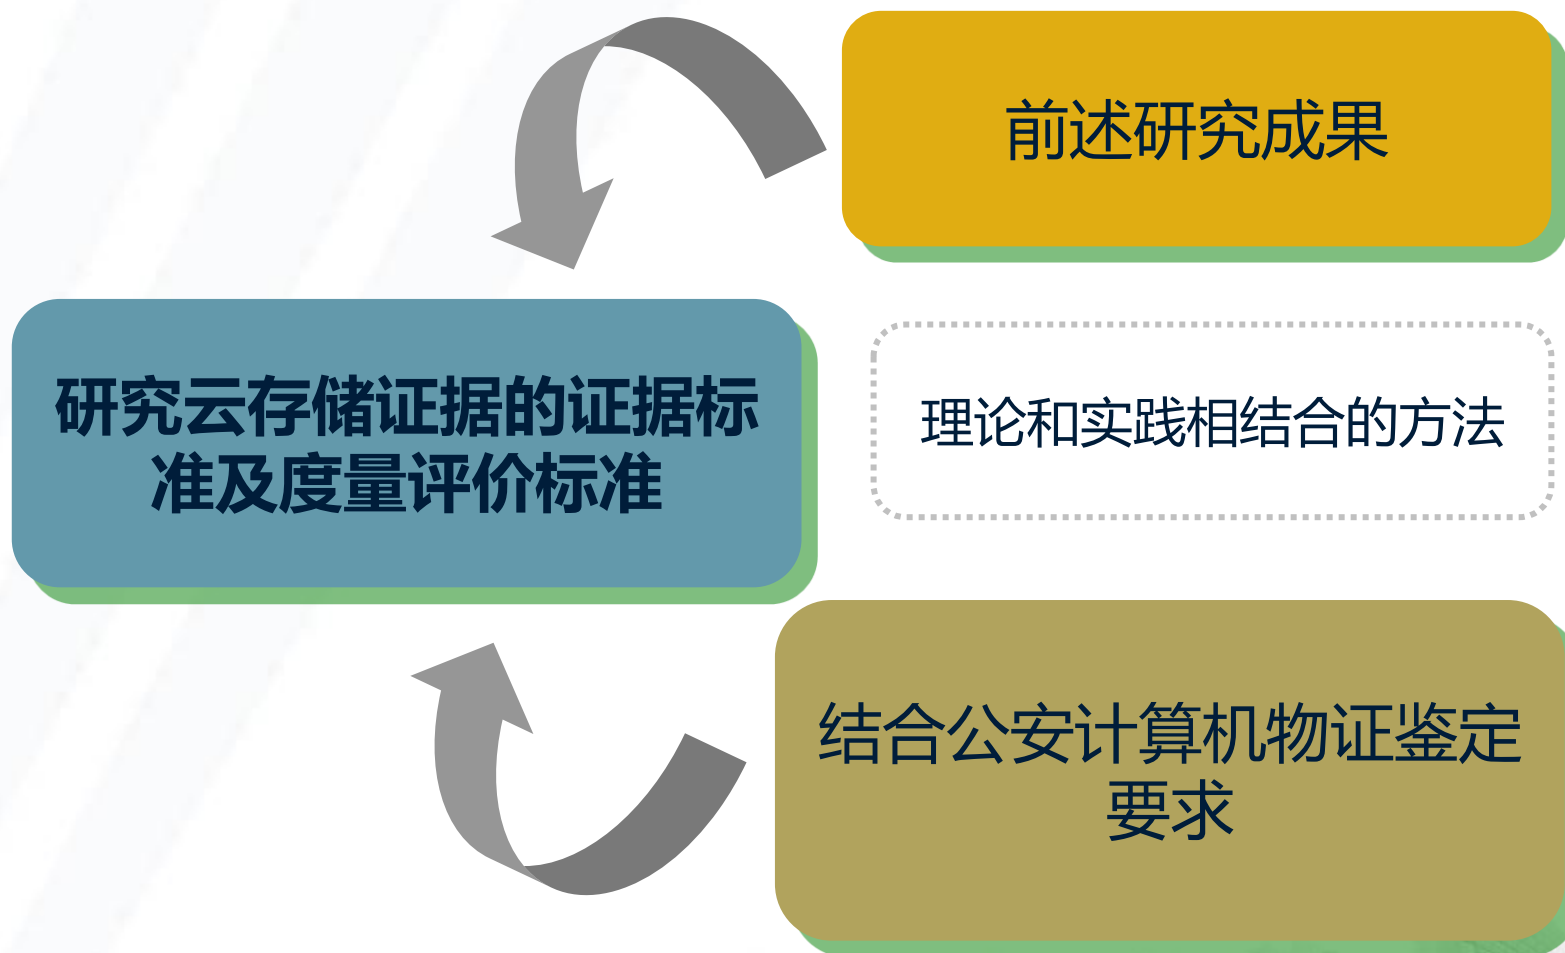 前述研究成果
研究云存储证据的证据标
准及度量评价标准
理论和实践相结合的方法
结合公安计算机物证鉴定
要求